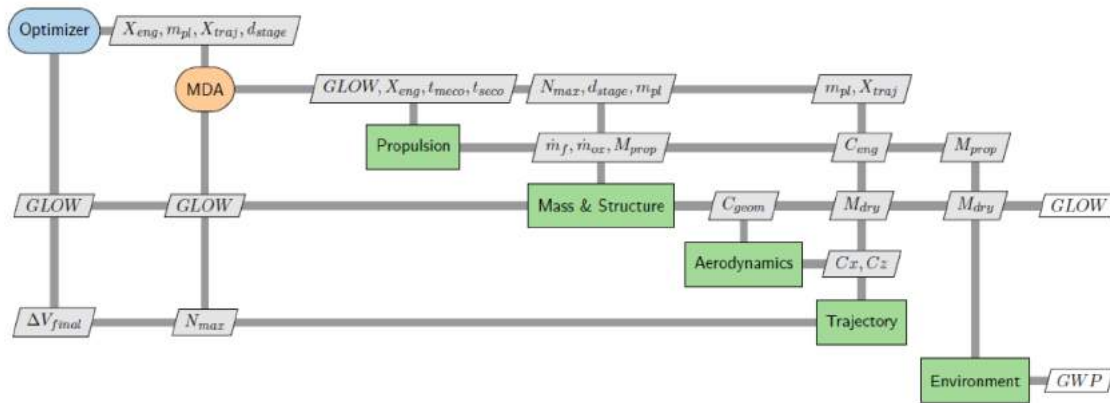 Optimizer
X_eng, m_pl, X_traj, d_stage
MDA
GLOW, X_eng, t_meco, t_seco
N_max, d_stage, m_pl
m_pl, X_traj
Propulsion
ṁ_f, ṁ_ox, M_prop
C_eng
M_prop
GLOW
GLOW
Mass & Structure
C_geom
M_dry
M_dry
GLOW
Aerodynamics
Cx, Cz
ΔV_final
N_max
Trajectory
Environment
GWP